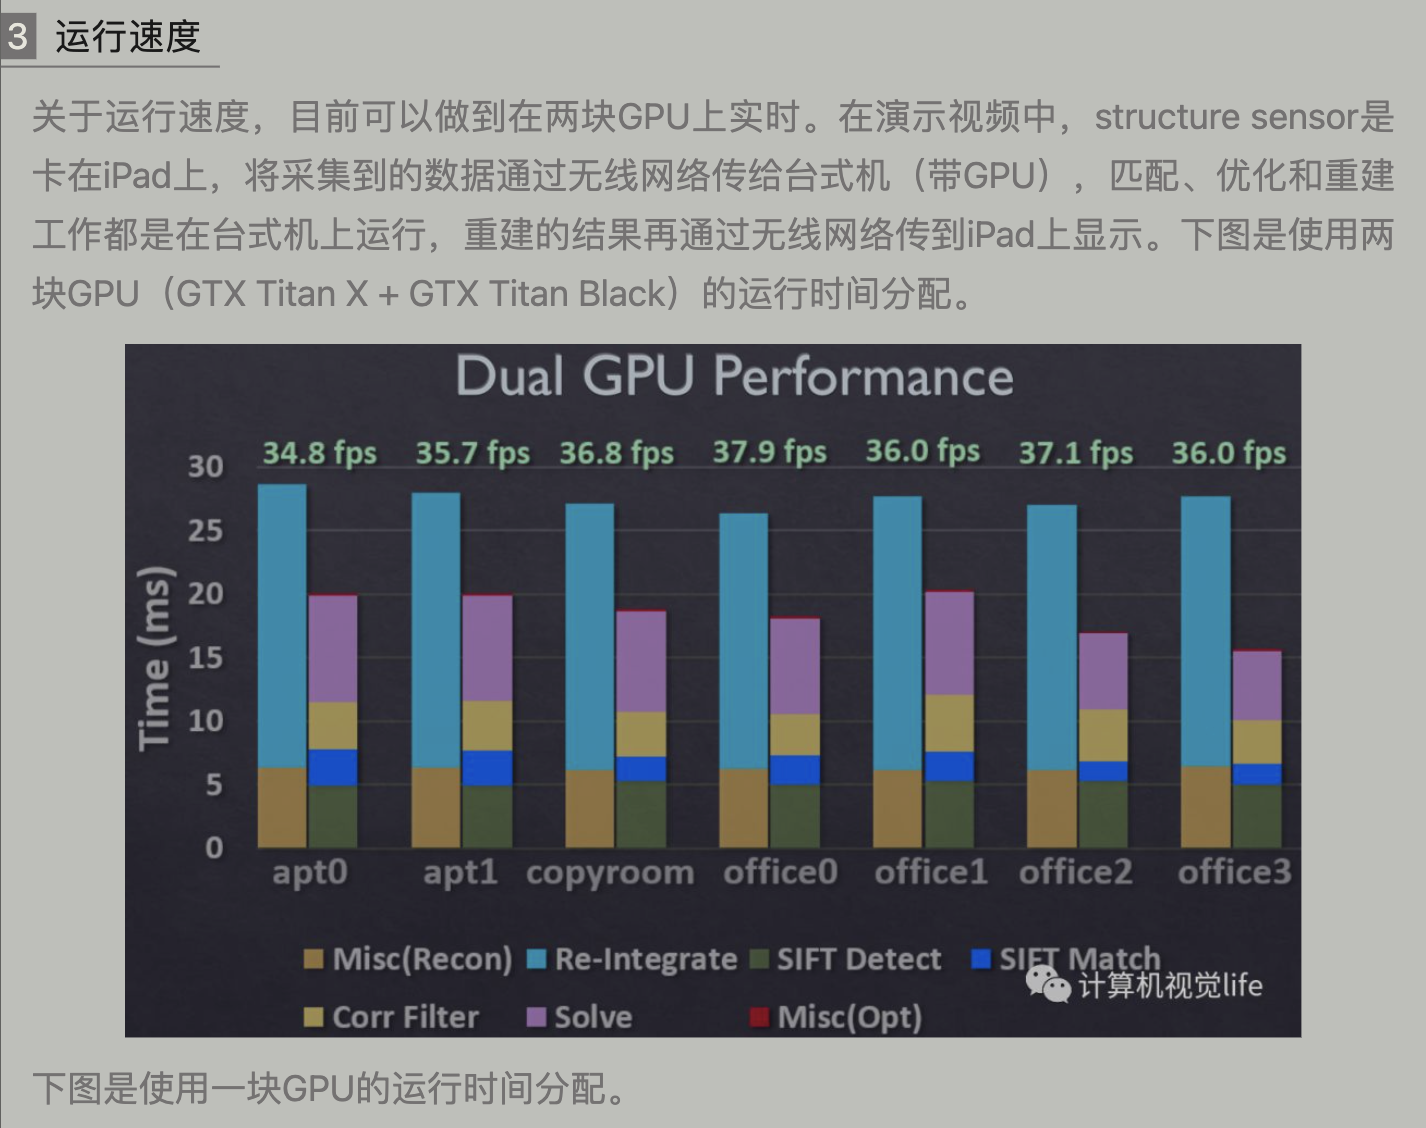 3 运行速度
关于运行速度，目前可以做到在两块GPU上实时。在演示视频中，structure sensor是
卡在iPad上，将采集到的数据通过无线网络传给台式机（带GPU），匹配、优化和重建
工作都是在台式机上运行，重建的结果再通过无线网络传到iPad上显示。下图是使用两
块GPU（GTX Titan X + GTX Titan Black）的运行时间分配。
Dual GPU Performance
34.8 fps 35.7 fps 36.8 fps 37.9 fps 36.0 fps 37.1 fps 36.0 fps
30
25
20
15
10
5
0
Time (ms)
apt0 apt1 copyroom office0 office1 office2 office3
Misc(Recon) Re-Integrate SIFT Detect SIFT Match
计算机视觉life
Corr Filter Solve Misc(Opt)
下图是使用一块GPU的运行时间分配。